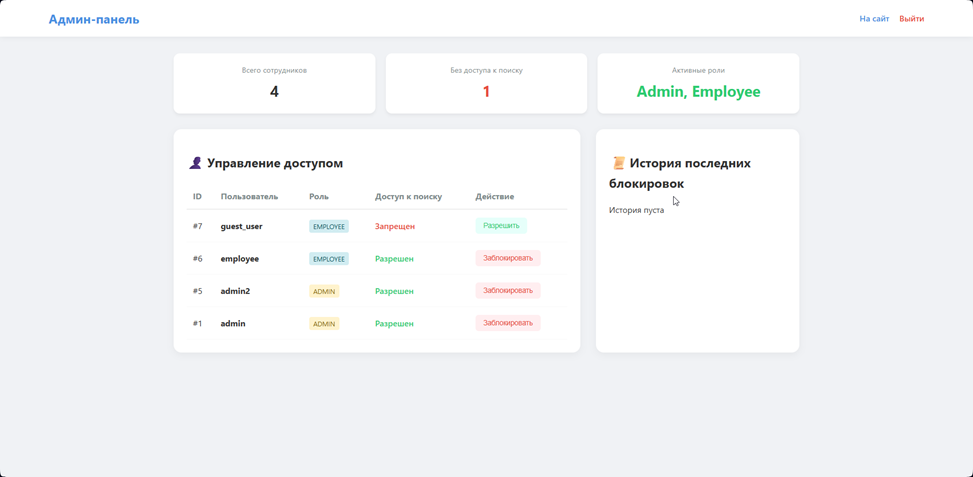 Админ-панель
На сайт Выйти
Всего сотрудников
4
Без доступа к поиску
1
Активные роли
Admin, Employee
Управление доступом
ID Пользователь Роль Доступ к поиску Действие
#7 guest_user EMPLOYEE Запрещен Разрешить
#6 employee EMPLOYEE Разрешен Заблокировать
#5 admin2 ADMIN Разрешен Заблокировать
#1 admin ADMIN Разрешен Заблокировать
История последних
блокировок
История пуста